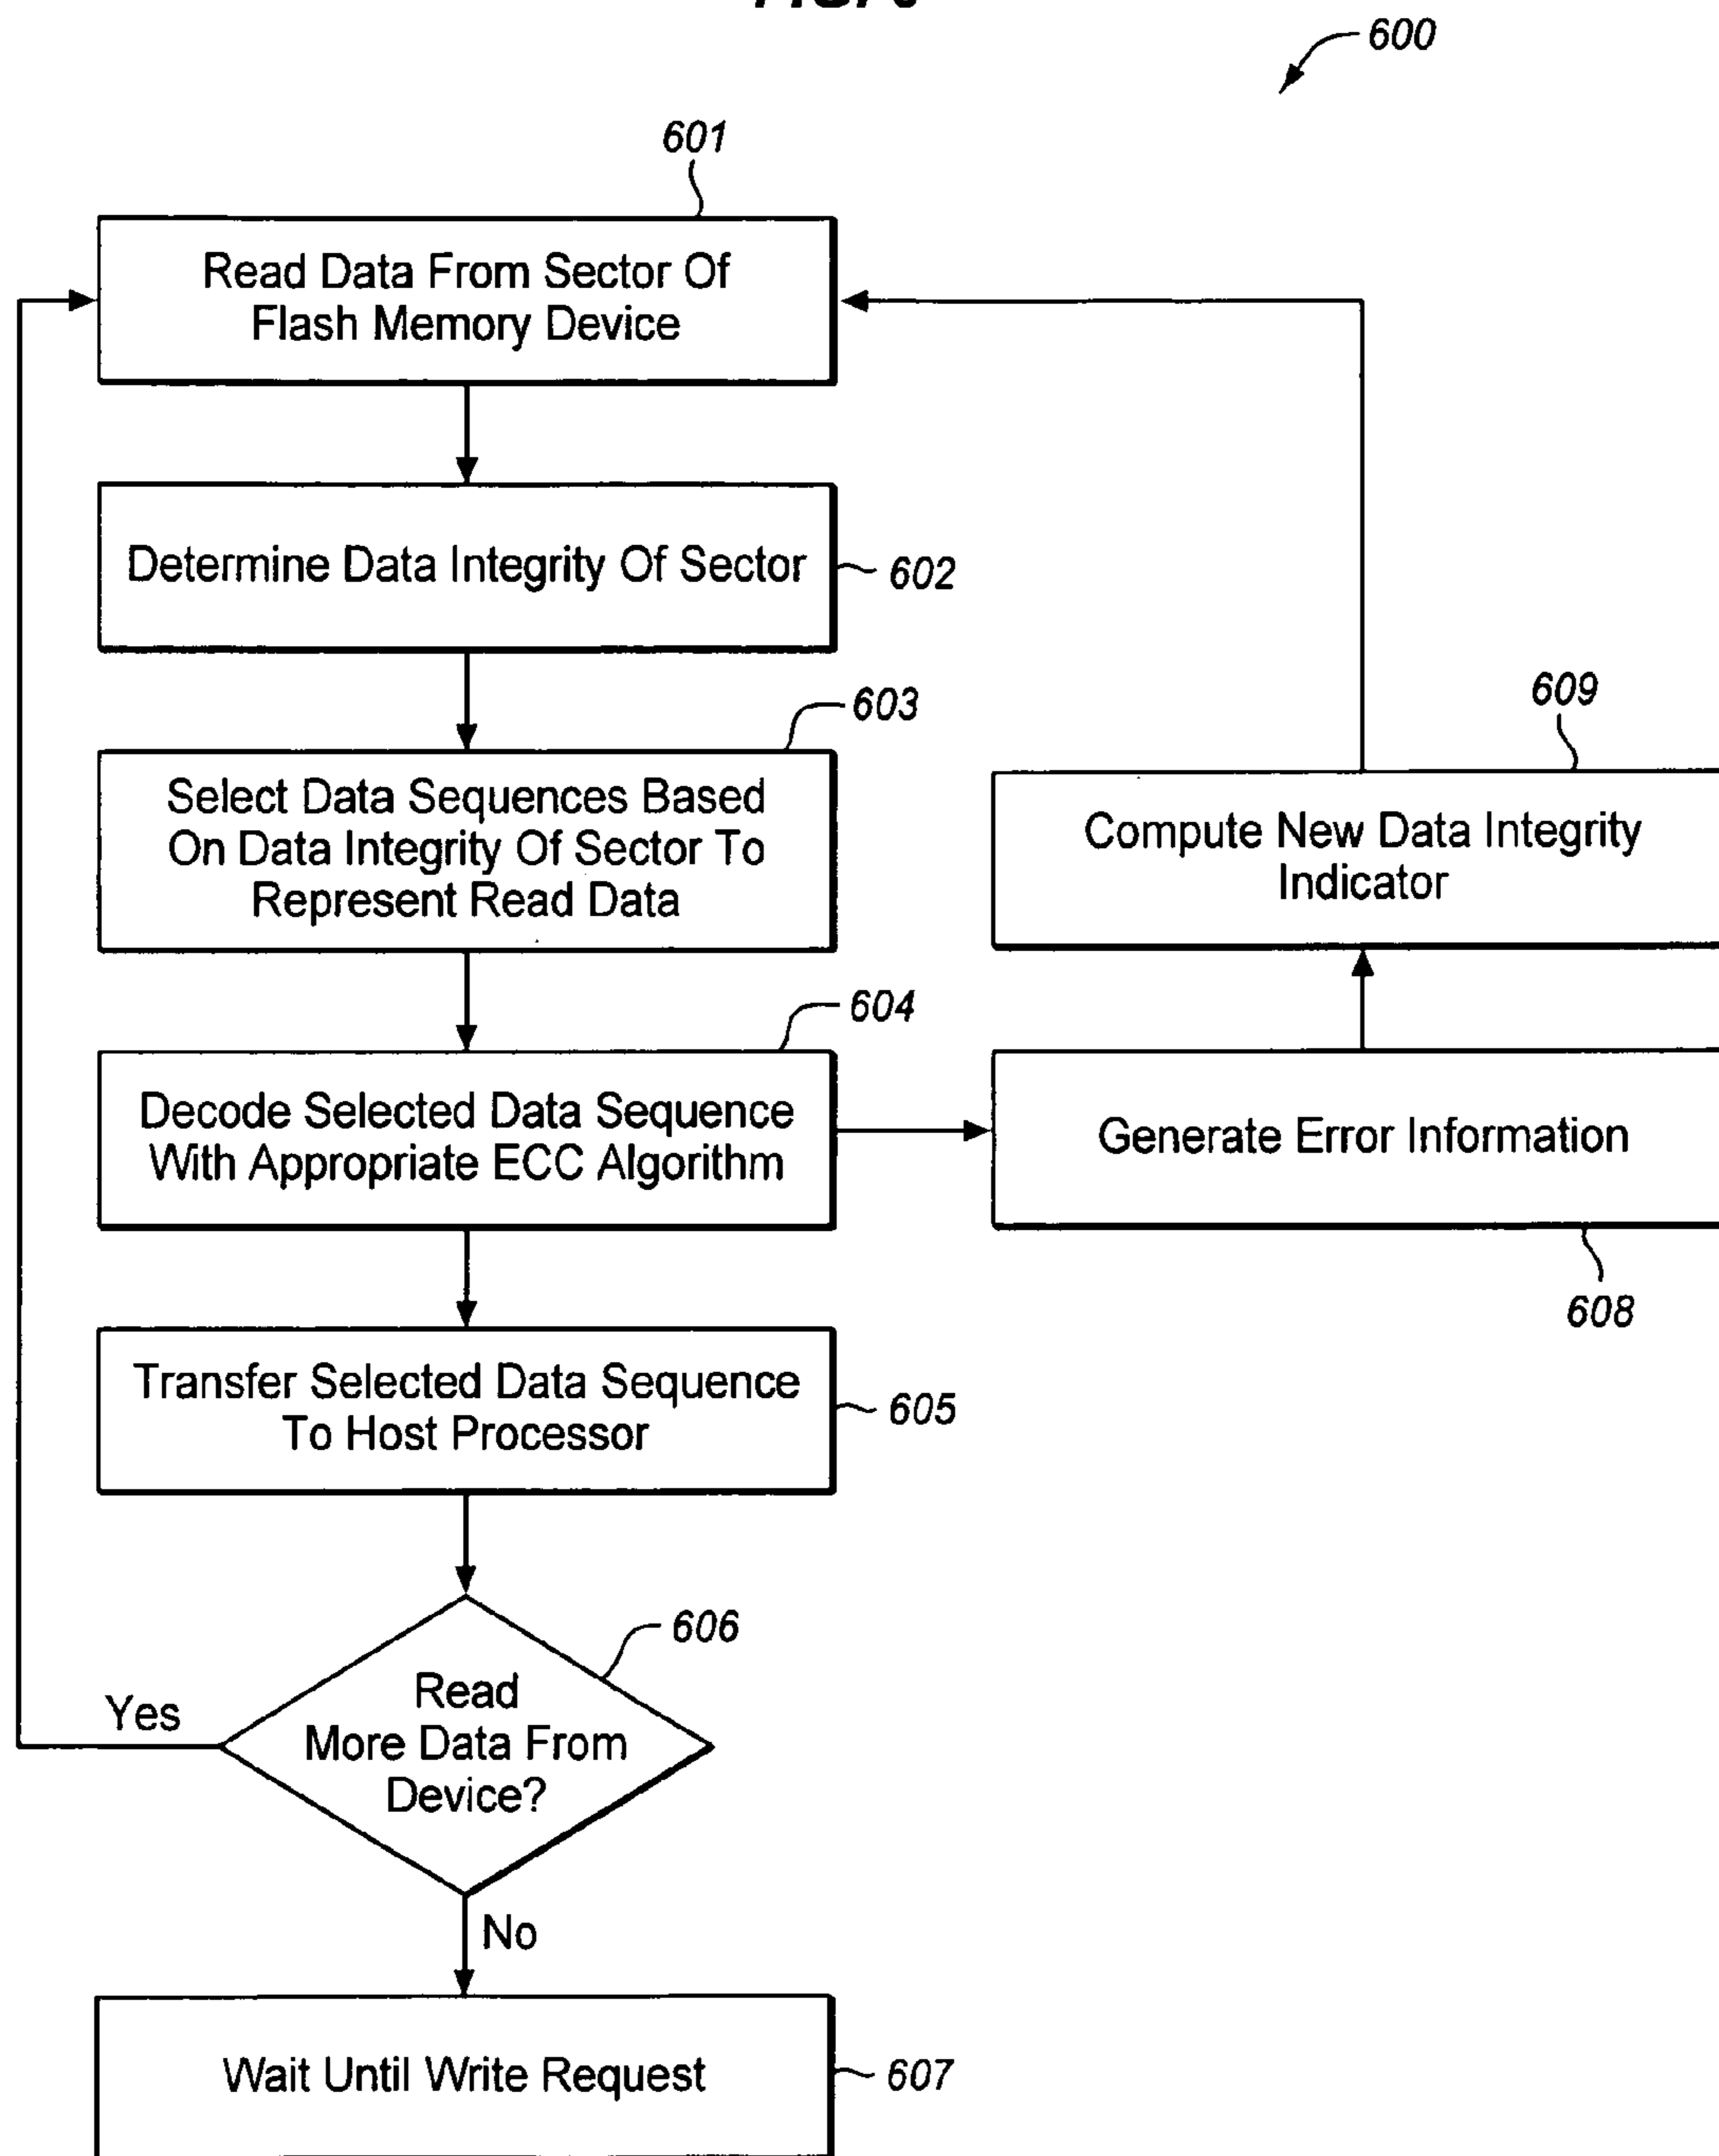 600
601
Read Data From Sector Of
Flash Memory Device
Determine Data Integrity Of Sector
602
603
Select Data Sequences Based
On Data Integrity Of Sector To
Represent Read Data
609
Compute New Data Integrity
Indicator
604
Decode Selected Data Sequence
With Appropriate ECC Algorithm
Generate Error Information
608
Transfer Selected Data Sequence
To Host Processor
605
606
Read
More Data From
Device?
Yes
No
Wait Until Write Request
607